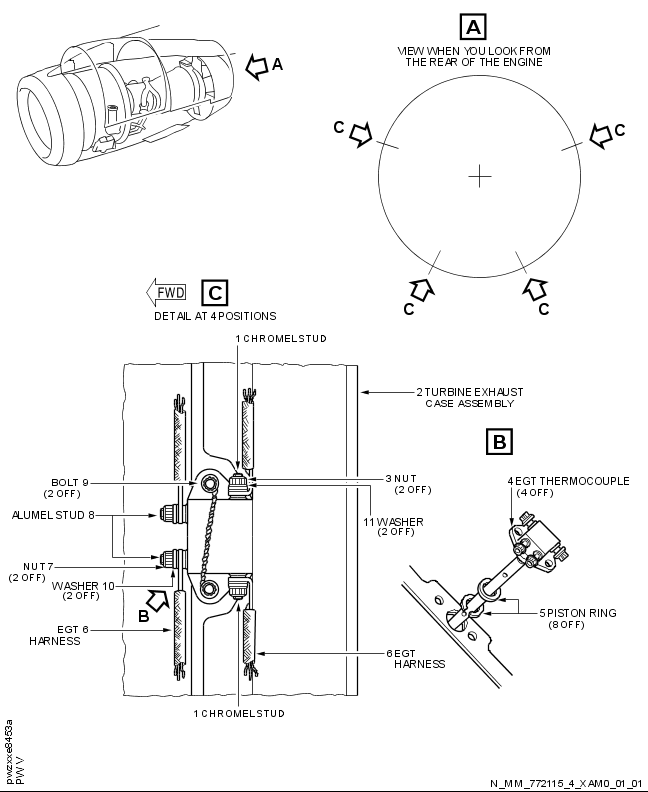 A
VIEW WHEN YOU LOOK FROM
THE REAR OF THE ENGINE
A
C
C
C
C
FWD
C
DETAIL AT 4 POSITIONS
1 CHROMEL STUD
2 TURBINE EXHAUST
CASE ASSEMBLY
B
BOLT 9
(2 OFF)
3 NUT
(2 OFF)
4 EGT THERMOCOUPLE
(4 OFF)
ALUMEL STUD 8
11 WASHER
(2 OFF)
NUT 7
(2 OFF)
WASHER 10
(2 OFF)
B
5 PISTON RING
(8 OFF)
EGT 6
HARNESS
6 EGT
HARNESS
1 CHROMEL STUD
pwzxxe8453a
PW V
N_MM_772115_4_XAM0_01_01